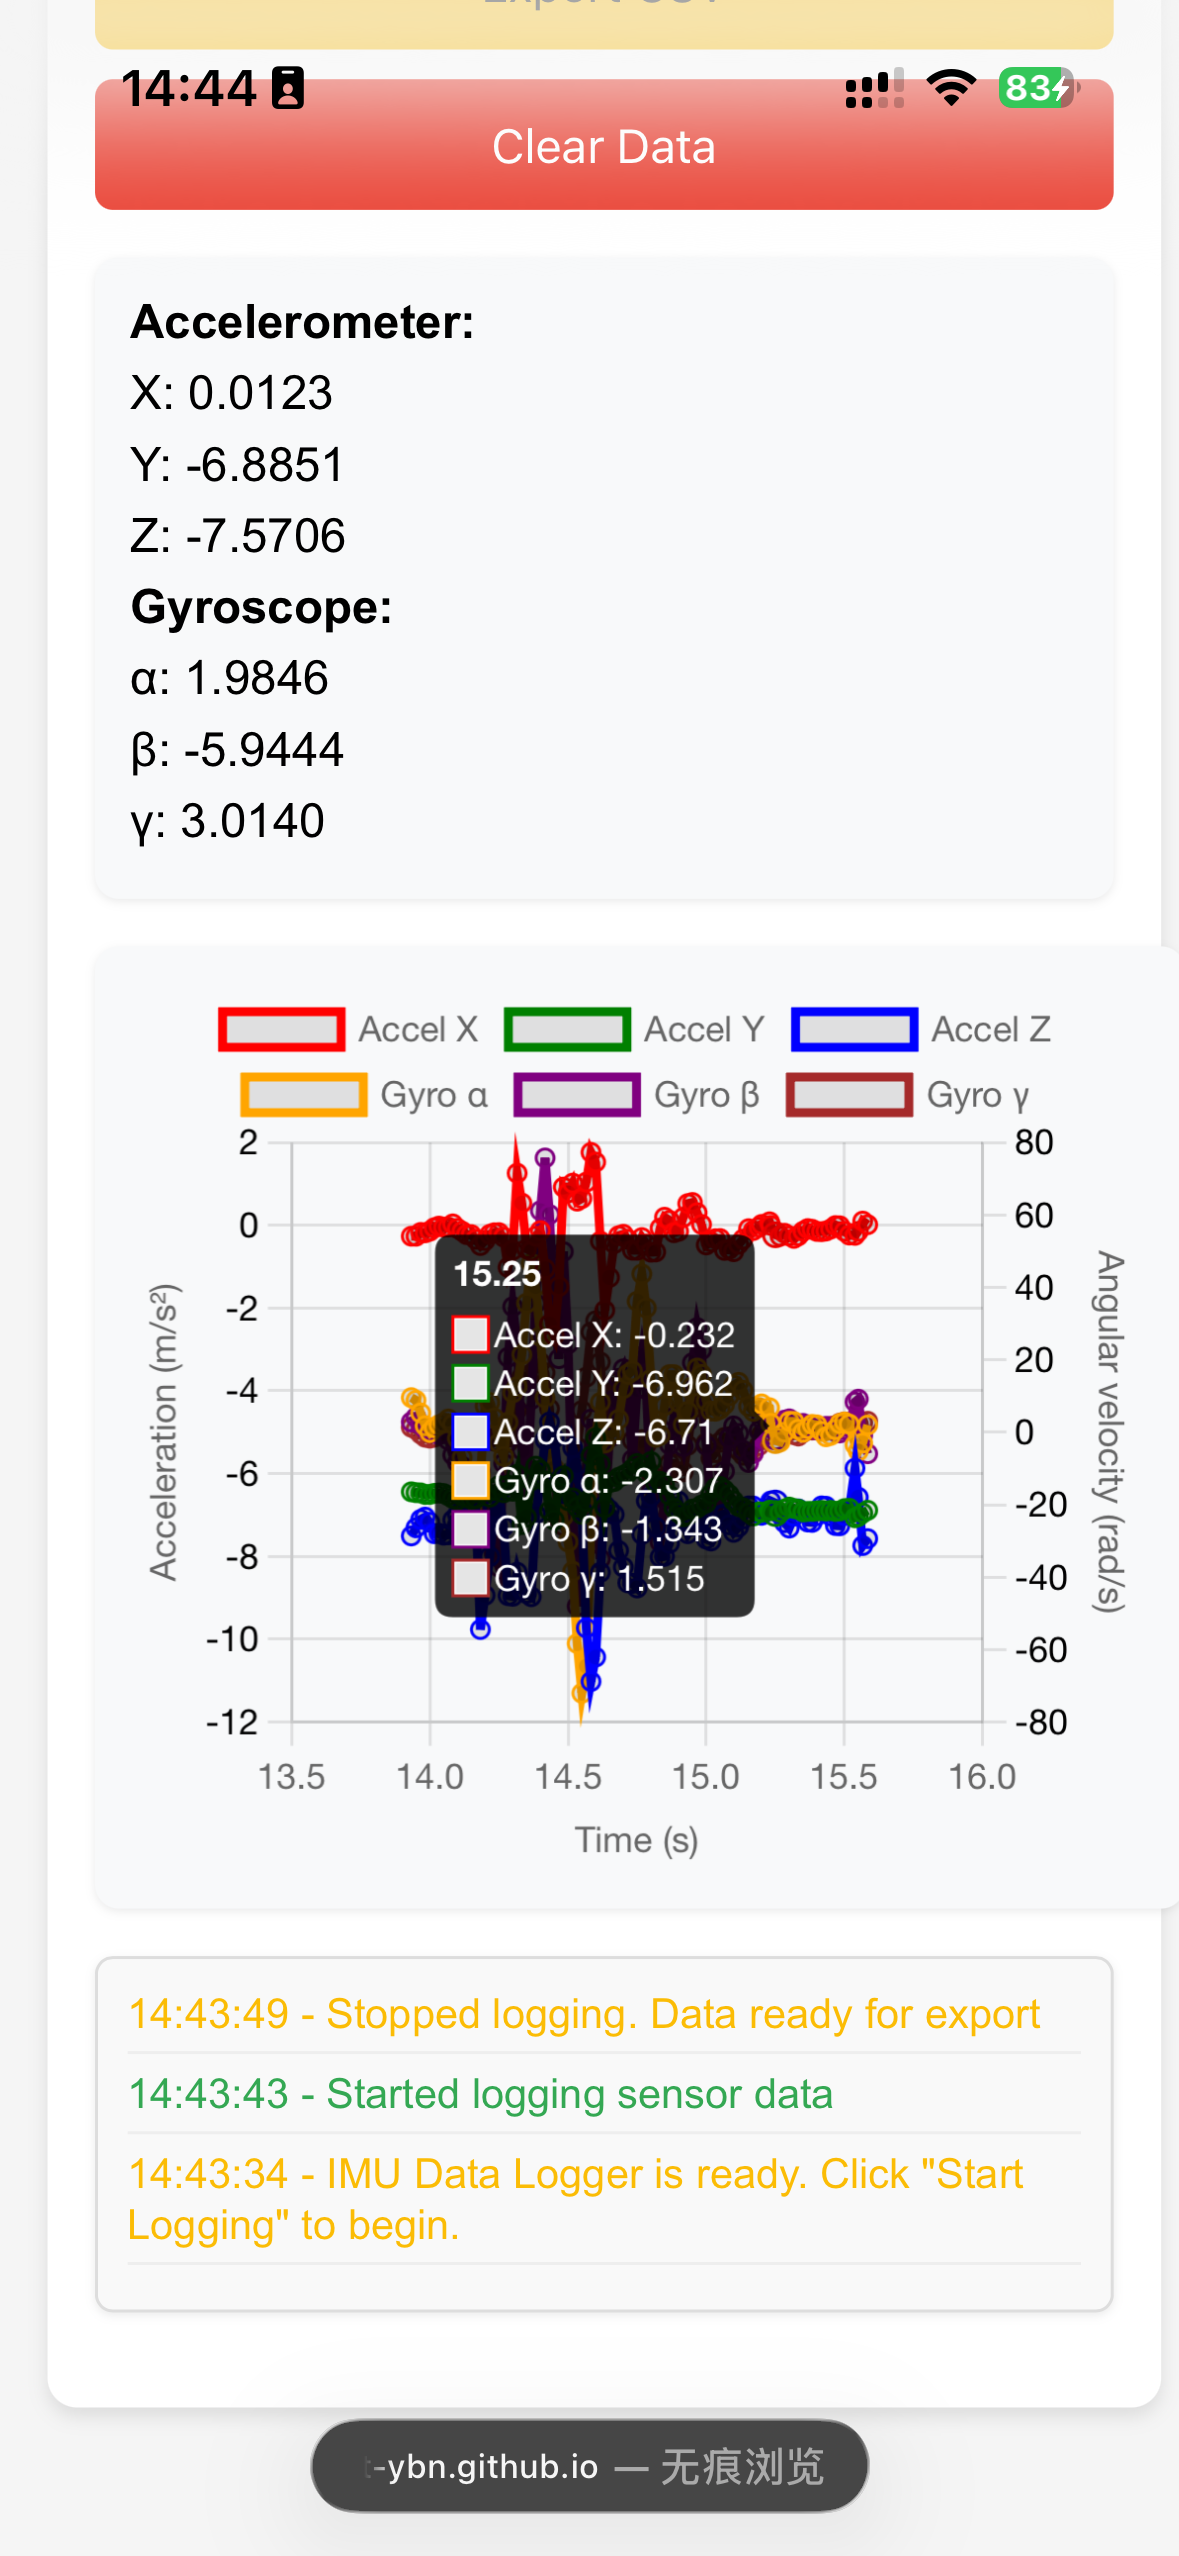 Export CSV
14:44
83
Clear Data
Accelerometer:
X: 0.0123
Y: -6.8851
Z: -7.5706
Gyroscope:
α: 1.9846
β: -5.9444
γ: 3.0140
Accel X Accel Y Accel Z
Gyro α Gyro β Gyro γ
2
0
-2
-4
-6
-8
-10
-12
Acceleration (m/s²)
15.25
Accel X: -0.232
Accel Y: -6.962
Accel Z: -6.71
Gyro α: -2.307
Gyro β: -1.343
Gyro γ: 1.515
80
60
40
20
0
-20
-40
-60
-80
Angular velocity (rad/s)
13.5 14.0 14.5 15.0 15.5 16.0
Time (s)
14:43:49 - Stopped logging. Data ready for export
14:43:43 - Started logging sensor data
14:43:34 - IMU Data Logger is ready. Click "Start
Logging" to begin.
-ybn.github.io — 无痕浏览